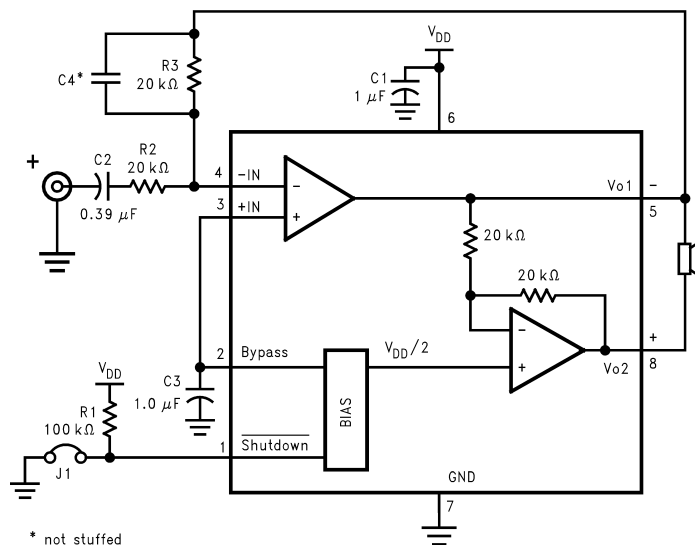 V_DD
R3
20 kΩ
C4*
C1
1 μF
6
+
C2
0.39 μF
R2
20 kΩ
4
-IN
3
+IN
-
+
Vo1
-
5
20 kΩ
20 kΩ
-
+
V_DD/2
+
8
Vo2
2
Bypass
C3
1.0 μF
BIAS
V_DD
R1
100 kΩ
J1
1
Shutdown
GND
7
* not stuffed